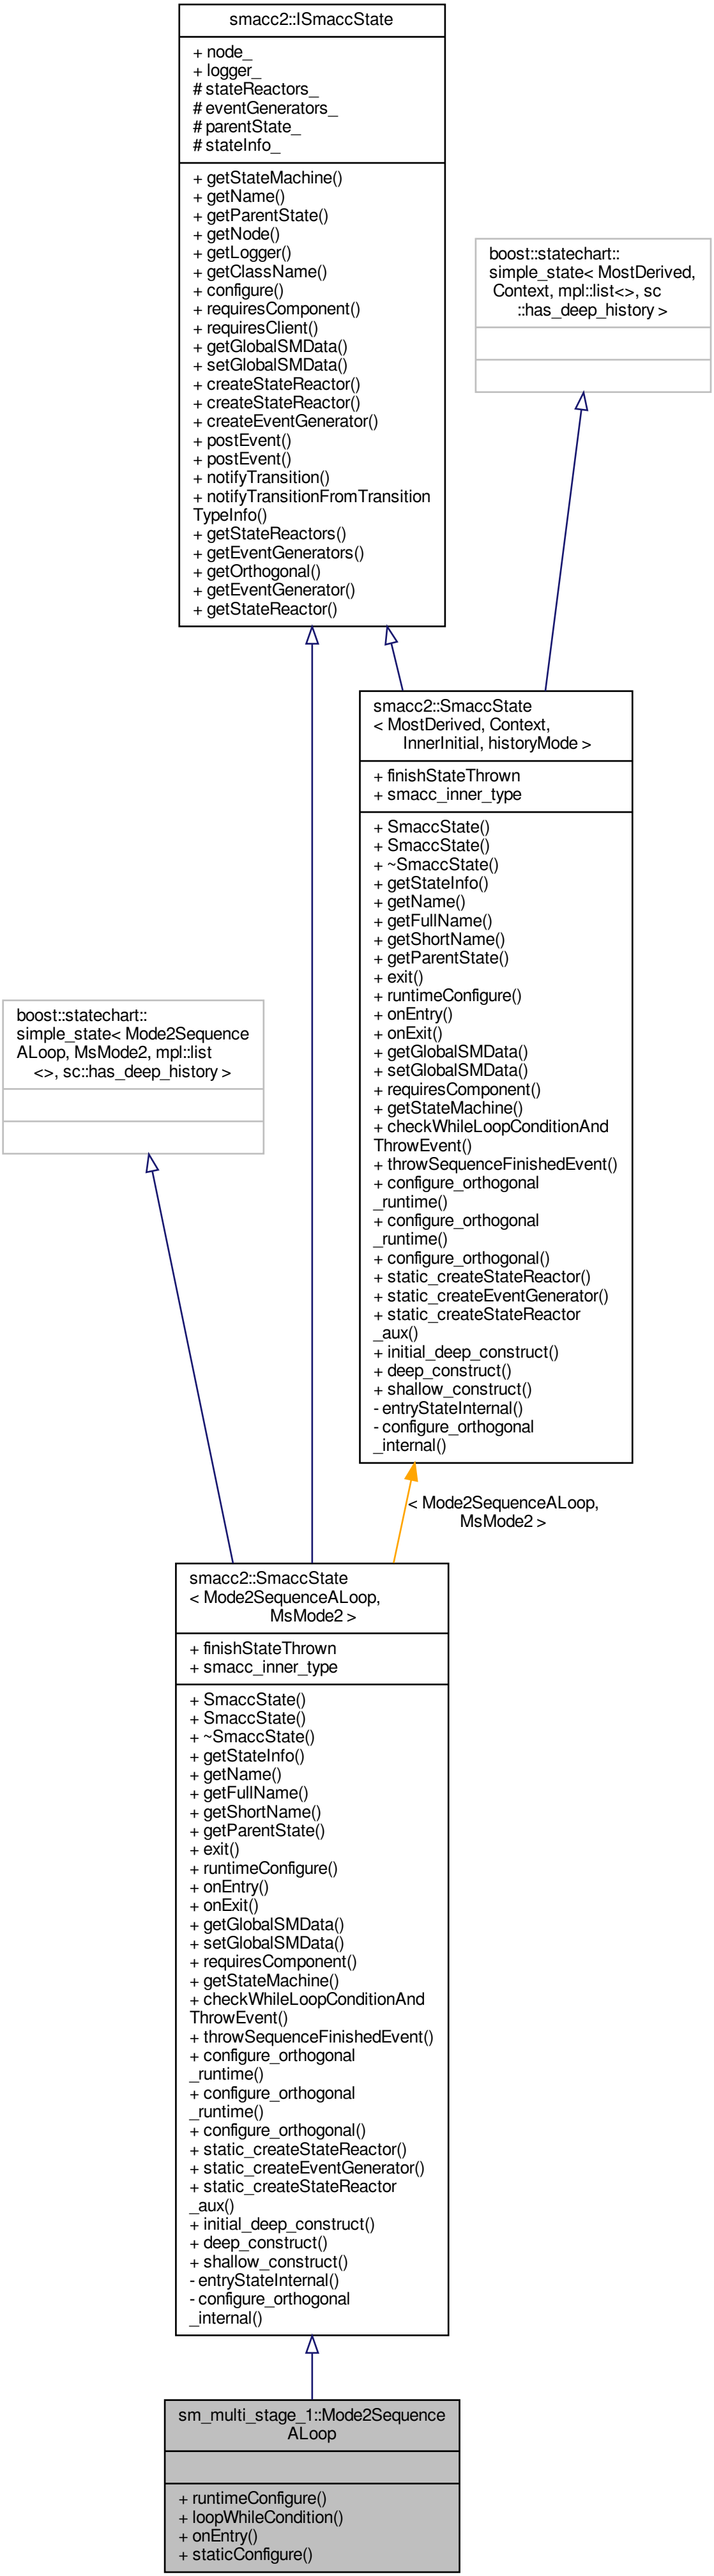 smacc2::ISmaccState
+ node_
+ logger_
# stateReactors_
# eventGenerators_
# parentState_
# stateInfo_
+ getStateMachine()
+ getName()
+ getParentState()
+ getNode()
+ getLogger()
+ getClassName()
+ configure()
+ requiresComponent()
+ requiresClient()
+ getGlobalSMData()
+ setGlobalSMData()
+ createStateReactor()
+ createStateReactor()
+ createEventGenerator()
+ postEvent()
+ postEvent()
+ notifyTransition()
+ notifyTransitionFromTransition
TypeInfo()
+ getStateReactors()
+ getEventGenerators()
+ getOrthogonal()
+ getEventGenerator()
+ getStateReactor()
boost::statechart::
simple_state< MostDerived,
Context, mpl::list<>, sc
::has_deep_history >
smacc2::SmaccState
< MostDerived, Context,
InnerInitial, historyMode >
+ finishStateThrown
+ smacc_inner_type
+ SmaccState()
+ SmaccState()
+ ~SmaccState()
+ getStateInfo()
+ getName()
+ getFullName()
+ getShortName()
+ getParentState()
+ exit()
+ runtimeConfigure()
+ onEntry()
+ onExit()
+ getGlobalSMData()
+ setGlobalSMData()
+ requiresComponent()
+ getStateMachine()
+ checkWhileLoopConditionAnd
ThrowEvent()
+ throwSequenceFinishedEvent()
+ configure_orthogonal
_runtime()
+ configure_orthogonal
_runtime()
+ configure_orthogonal()
+ static_createStateReactor()
+ static_createEventGenerator()
+ static_createStateReactor
_aux()
+ initial_deep_construct()
+ deep_construct()
+ shallow_construct()
- entryStateInternal()
- configure_orthogonal
_internal()
boost::statechart::
simple_state< Mode2Sequence
ALoop, MsMode2, mpl::list
<>, sc::has_deep_history >
< Mode2SequenceALoop,
MsMode2 >
smacc2::SmaccState
< Mode2SequenceALoop,
MsMode2 >
+ finishStateThrown
+ smacc_inner_type
+ SmaccState()
+ SmaccState()
+ ~SmaccState()
+ getStateInfo()
+ getName()
+ getFullName()
+ getShortName()
+ getParentState()
+ exit()
+ runtimeConfigure()
+ onEntry()
+ onExit()
+ getGlobalSMData()
+ setGlobalSMData()
+ requiresComponent()
+ getStateMachine()
+ checkWhileLoopConditionAnd
ThrowEvent()
+ throwSequenceFinishedEvent()
+ configure_orthogonal
_runtime()
+ configure_orthogonal
_runtime()
+ configure_orthogonal()
+ static_createStateReactor()
+ static_createEventGenerator()
+ static_createStateReactor
_aux()
+ initial_deep_construct()
+ deep_construct()
+ shallow_construct()
- entryStateInternal()
- configure_orthogonal
_internal()
sm_multi_stage_1::Mode2Sequence
ALoop
+ runtimeConfigure()
+ loopWhileCondition()
+ onEntry()
+ staticConfigure()